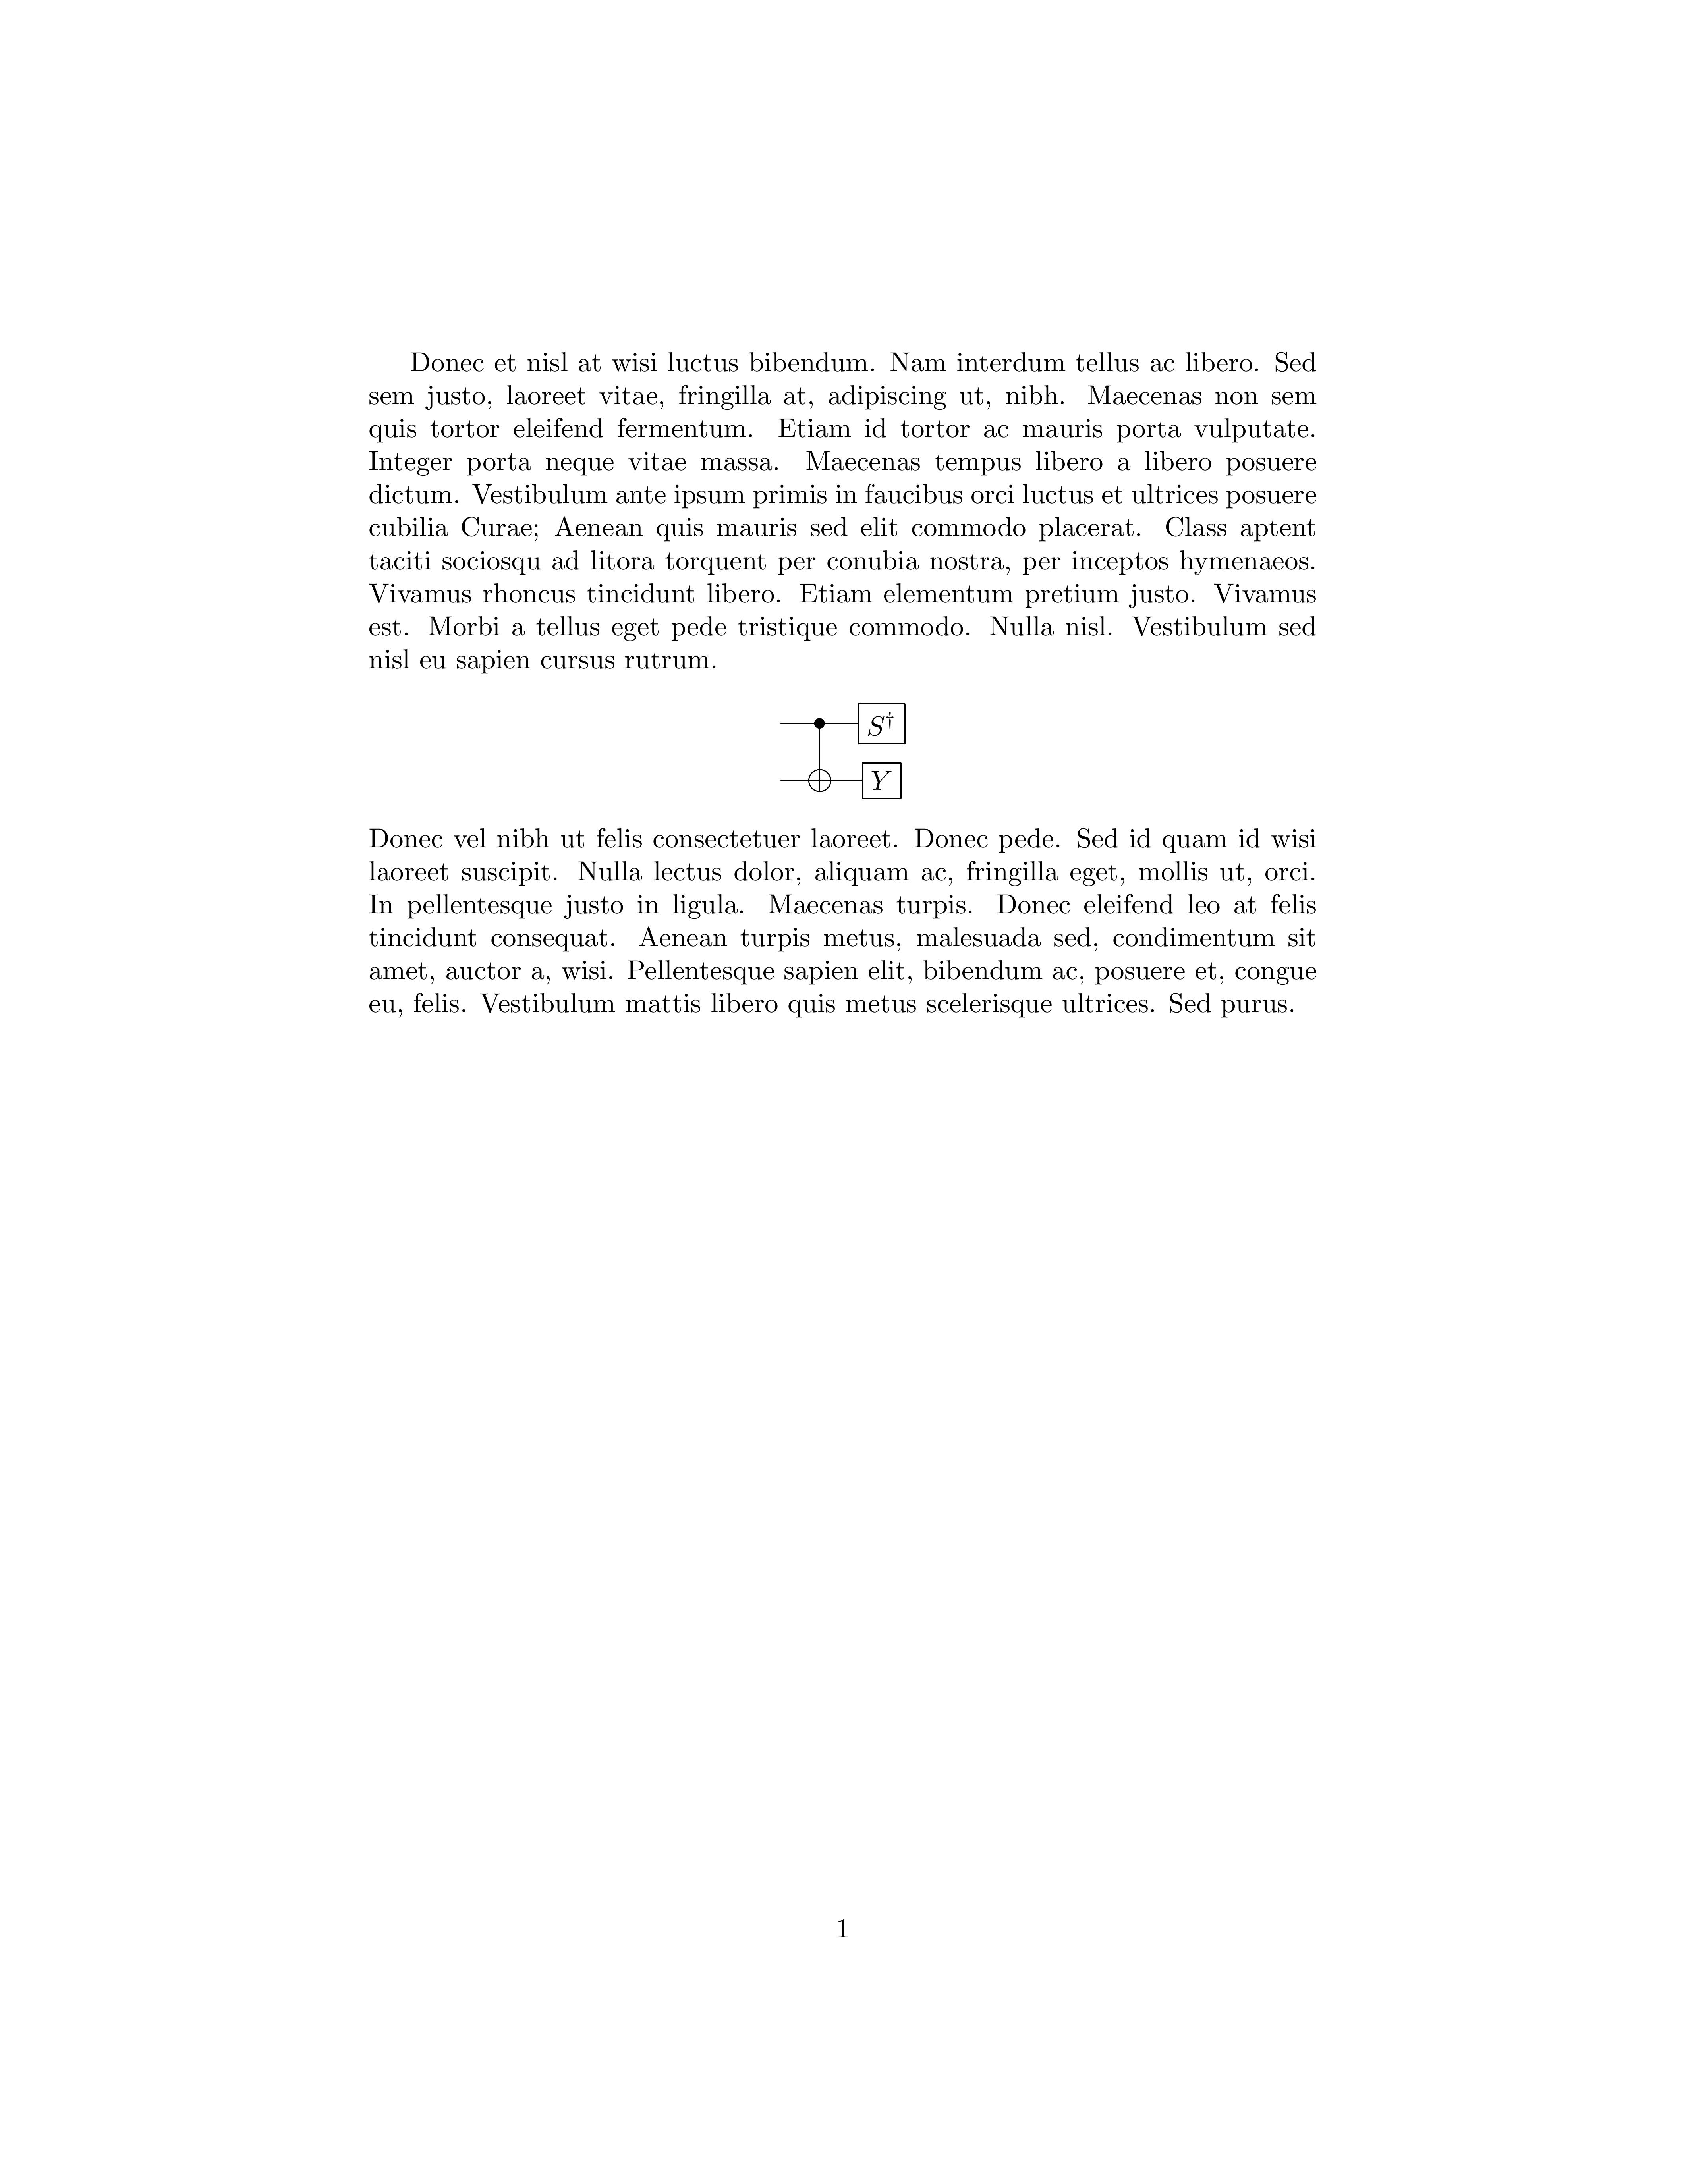 Donec et nisl at wisi luctus bibendum. Nam interdum tellus ac libero. Sed
sem justo, laoreet vitae, fringilla at, adipiscing ut, nibh. Maecenas non sem
quis tortor eleifend fermentum. Etiam id tortor ac mauris porta vulputate.
Integer porta neque vitae massa. Maecenas tempus libero a libero posuere
dictum. Vestibulum ante ipsum primis in faucibus orci luctus et ultrices posuere
cubilia Curae; Aenean quis mauris sed elit commodo placerat. Class aptent
taciti sociosqu ad litora torquent per conubia nostra, per inceptos hymenaeos.
Vivamus rhoncus tincidunt libero. Etiam elementum pretium justo. Vivamus
est. Morbi a tellus eget pede tristique commodo. Nulla nisl. Vestibulum sed
nisl eu sapien cursus rutrum.
S†
Y
Donec vel nibh ut felis consectetuer laoreet. Donec pede. Sed id quam id wisi
laoreet suscipit. Nulla lectus dolor, aliquam ac, fringilla eget, mollis ut, orci.
In pellentesque justo in ligula. Maecenas turpis. Donec eleifend leo at felis
tincidunt consequat. Aenean turpis metus, malesuada sed, condimentum sit
amet, auctor a, wisi. Pellentesque sapien elit, bibendum ac, posuere et, congue
eu, felis. Vestibulum mattis libero quis metus scelerisque ultrices. Sed purus.
1